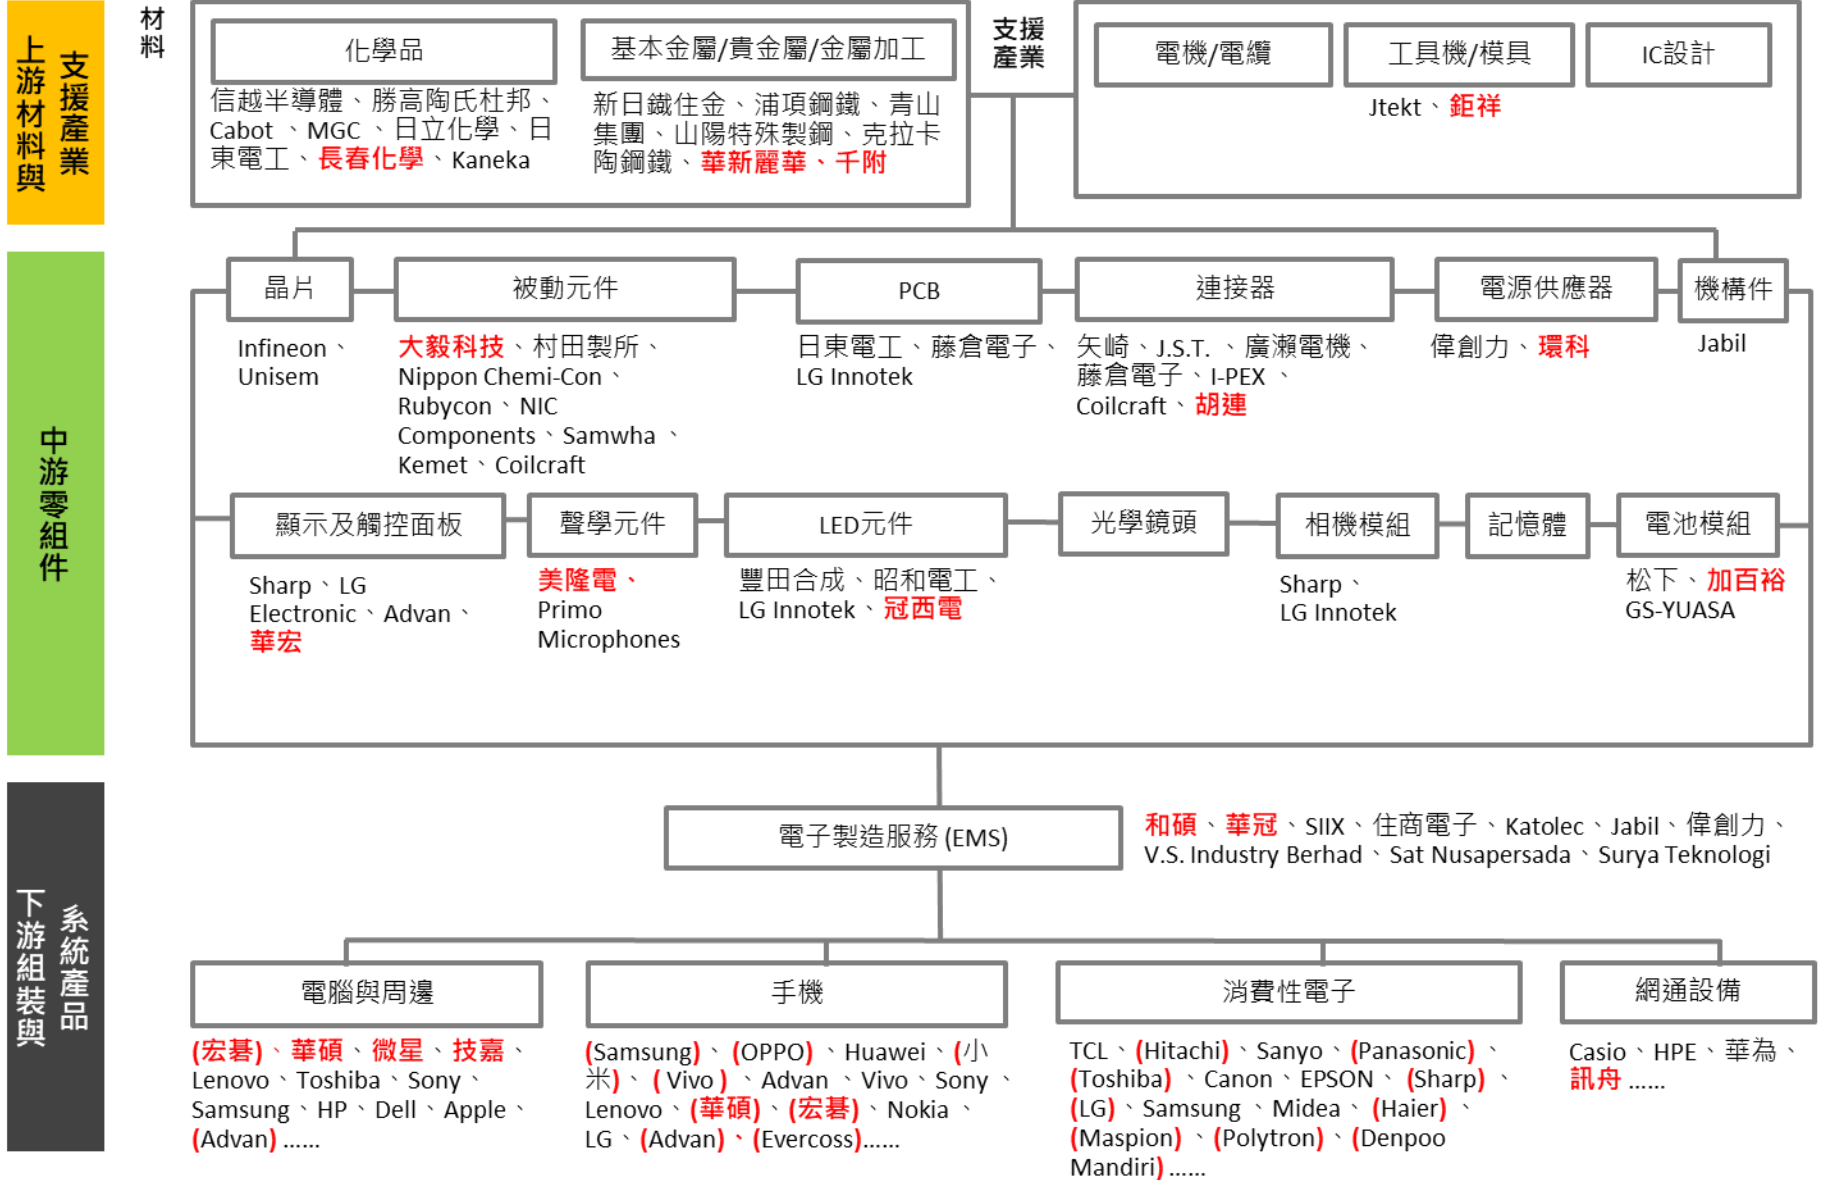 上游材料與
支援產業
材料
化學品
信越半導體、勝高陶氏杜邦、
Cabot、MGC、日立化學、日
東電工、長春化學、Kaneka
基本金屬/貴金屬/金屬加工
新日鐵住金、浦項鋼鐵、青山
集團、山陽特殊製鋼、克拉卡
陶鋼鐵、華新麗華、千附
支援
產業
電機/電纜
工具機/模具
Jtekt、鉅祥
IC設計
中游零組件
晶片
Infineon、
Unisem
被動元件
大毅科技、村田製所、
Nippon Chemi-Con、
Rubycon、NIC
Components、Samwha、
Kemet、Coilcraft
PCB
日東電工、藤倉電子、
LG Innotek
連接器
矢崎、J.S.T.、廣瀨電機、
藤倉電子、I-PEX、
Coilcraft、胡連
電源供應器
偉創力、環科
機構件
Jabil
顯示及觸控面板
Sharp、LG
Electronic、Advan、
華宏
聲學元件
美隆電、
Primo
Microphones
LED元件
豐田合成、昭和電工、
LG Innotek、冠西電
光學鏡頭
相機模組
Sharp、
LG Innotek
記憶體
電池模組
松下、加百裕
GS-YUASA
下游組裝與
系統產品
電子製造服務 (EMS)
和碩、華冠、SIIX、住商電子、Katolec、Jabil、偉創力、
V.S. Industry Berhad、Sat Nusapersada、Surya Teknologi
電腦與周邊
(宏碁)、華碩、微星、技嘉、
Lenovo、Toshiba、Sony、
Samsung、HP、Dell、Apple、
(Advan)......
手機
(Samsung)、(OPPO)、Huawei、(小
米)、(Vivo)、Advan、Vivo、Sony、
Lenovo、(華碩)、(宏碁)、Nokia、
LG、(Advan)、(Evercoss)......
消費性電子
TCL、(Hitachi)、Sanyo、(Panasonic)、
(Toshiba)、Canon、EPSON、(Sharp)、
(LG)、Samsung、Midea、(Haier)、
(Maspion)、(Polytron)、(Denpoo
Mandiri)......
網通設備
Casio、HPE、華為、
訊舟......